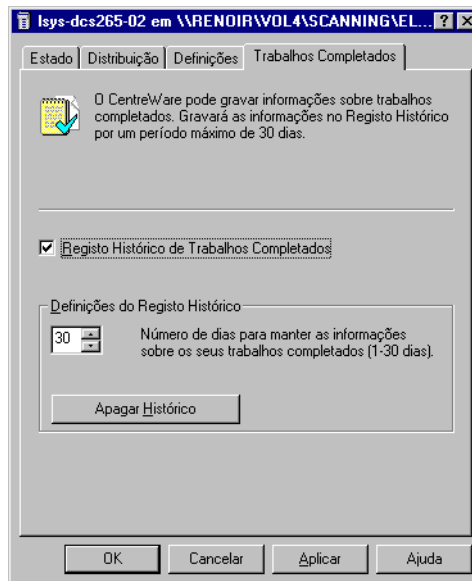 lsys-dcs265-02 em \\RENOIR\VOL4\SCANNING\EL...
Estado Distribuição Definições Trabalhos Completados
O CentreWare pode gravar informações sobre trabalhos
completados. Gravará as informações no Registo Histórico
por um período máximo de 30 dias.
Registo Histórico de Trabalhos Completados
Definições do Registo Histórico
30 Número de dias para manter as informações
sobre os seus trabalhos completados (1-30 dias).
Apagar Histórico
OK Cancelar Aplicar Ajuda